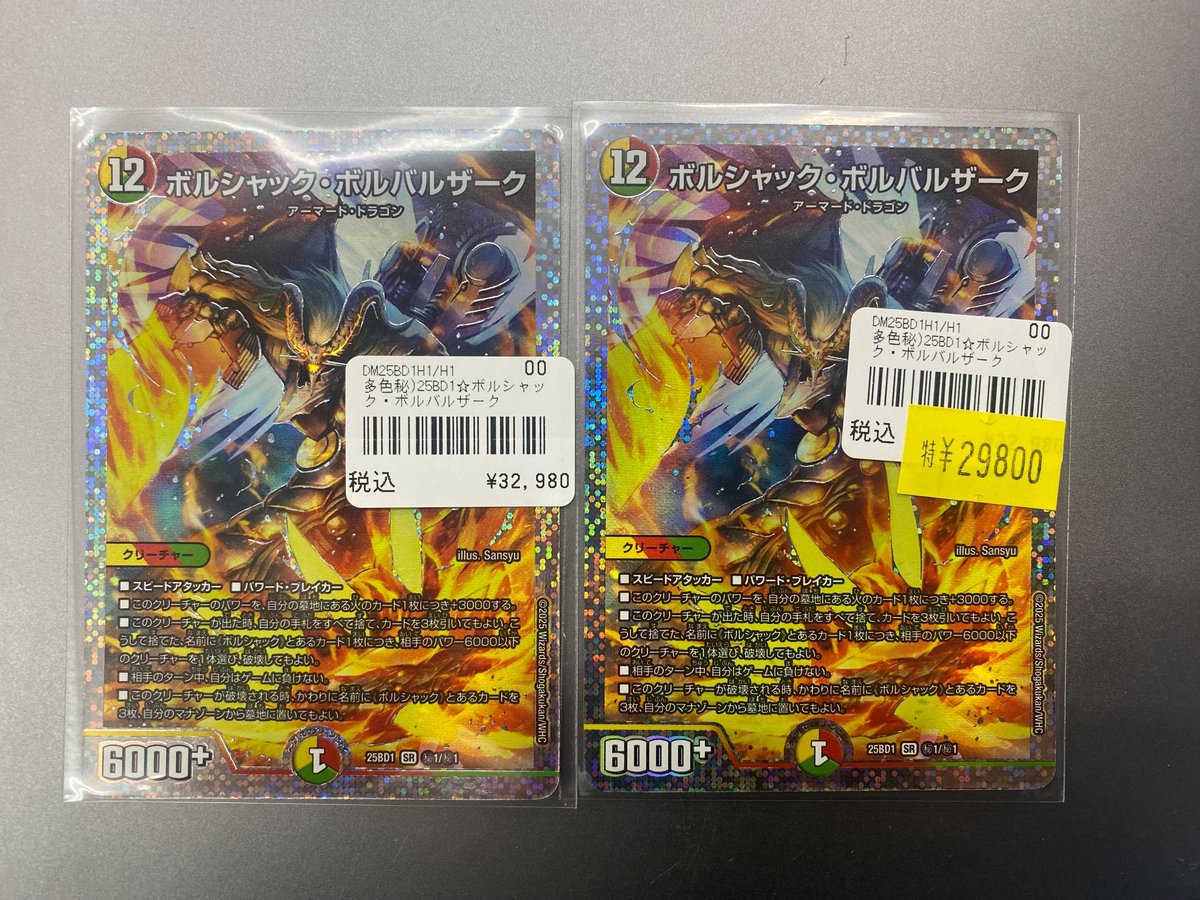 12
ボルシャック・ボルバルザーク
アーマード・ドラゴン
DM25BD1H1/H1 00
多色秘)25BD1☆ボルシャッ
ク・ボルバルザーク
税込 ¥32,980
クリーチャー
illus. Sansyu
■スピードアタッカー ■パワード・ブレイカー
■このクリーチャーのパワーを、自分の墓地にある火のカード1枚につき+3000する。
■このクリーチャーが出た時、自分の手札をすべて捨て、カードを3枚引いてもよい。こ
うして捨てた、名前に《ボルシャック》とあるカード1枚につき、相手のパワー6000以下
のクリーチャーを1体選び、破壊してもよい。
■相手のターン中、自分はゲームに負けない。
■このクリーチャーが破壊される時、かわりに名前に《ボルシャック》とあるカードを
3枚、自分のマナゾーンから墓地に置いてもよい。
©2025 Wizards/Shogakukan/WHC
6000+
1
25BD1 SR ㊙1/㊙1
12
ボルシャック・ボルバルザーク
アーマード・ドラゴン
DM25BD1H1/H1 00
多色秘)25BD1☆ボルシャッ
ク・ボルバルザーク
税込
特¥29800
クリーチャー
illus. Sansyu
■スピードアタッカー ■パワード・ブレイカー
■このクリーチャーのパワーを、自分の墓地にある火のカード1枚につき+3000する。
■このクリーチャーが出た時、自分の手札をすべて捨て、カードを3枚引いてもよい。こ
うして捨てた、名前に《ボルシャック》とあるカード1枚につき、相手のパワー6000以下
のクリーチャーを1体選び、破壊してもよい。
■相手のターン中、自分はゲームに負けない。
■このクリーチャーが破壊される時、かわりに名前に《ボルシャック》とあるカードを
3枚、自分のマナゾーンから墓地に置いてもよい。
©2025 Wizards/Shogakukan/WHC
6000+
1
25BD1 SR ㊙1/㊙1